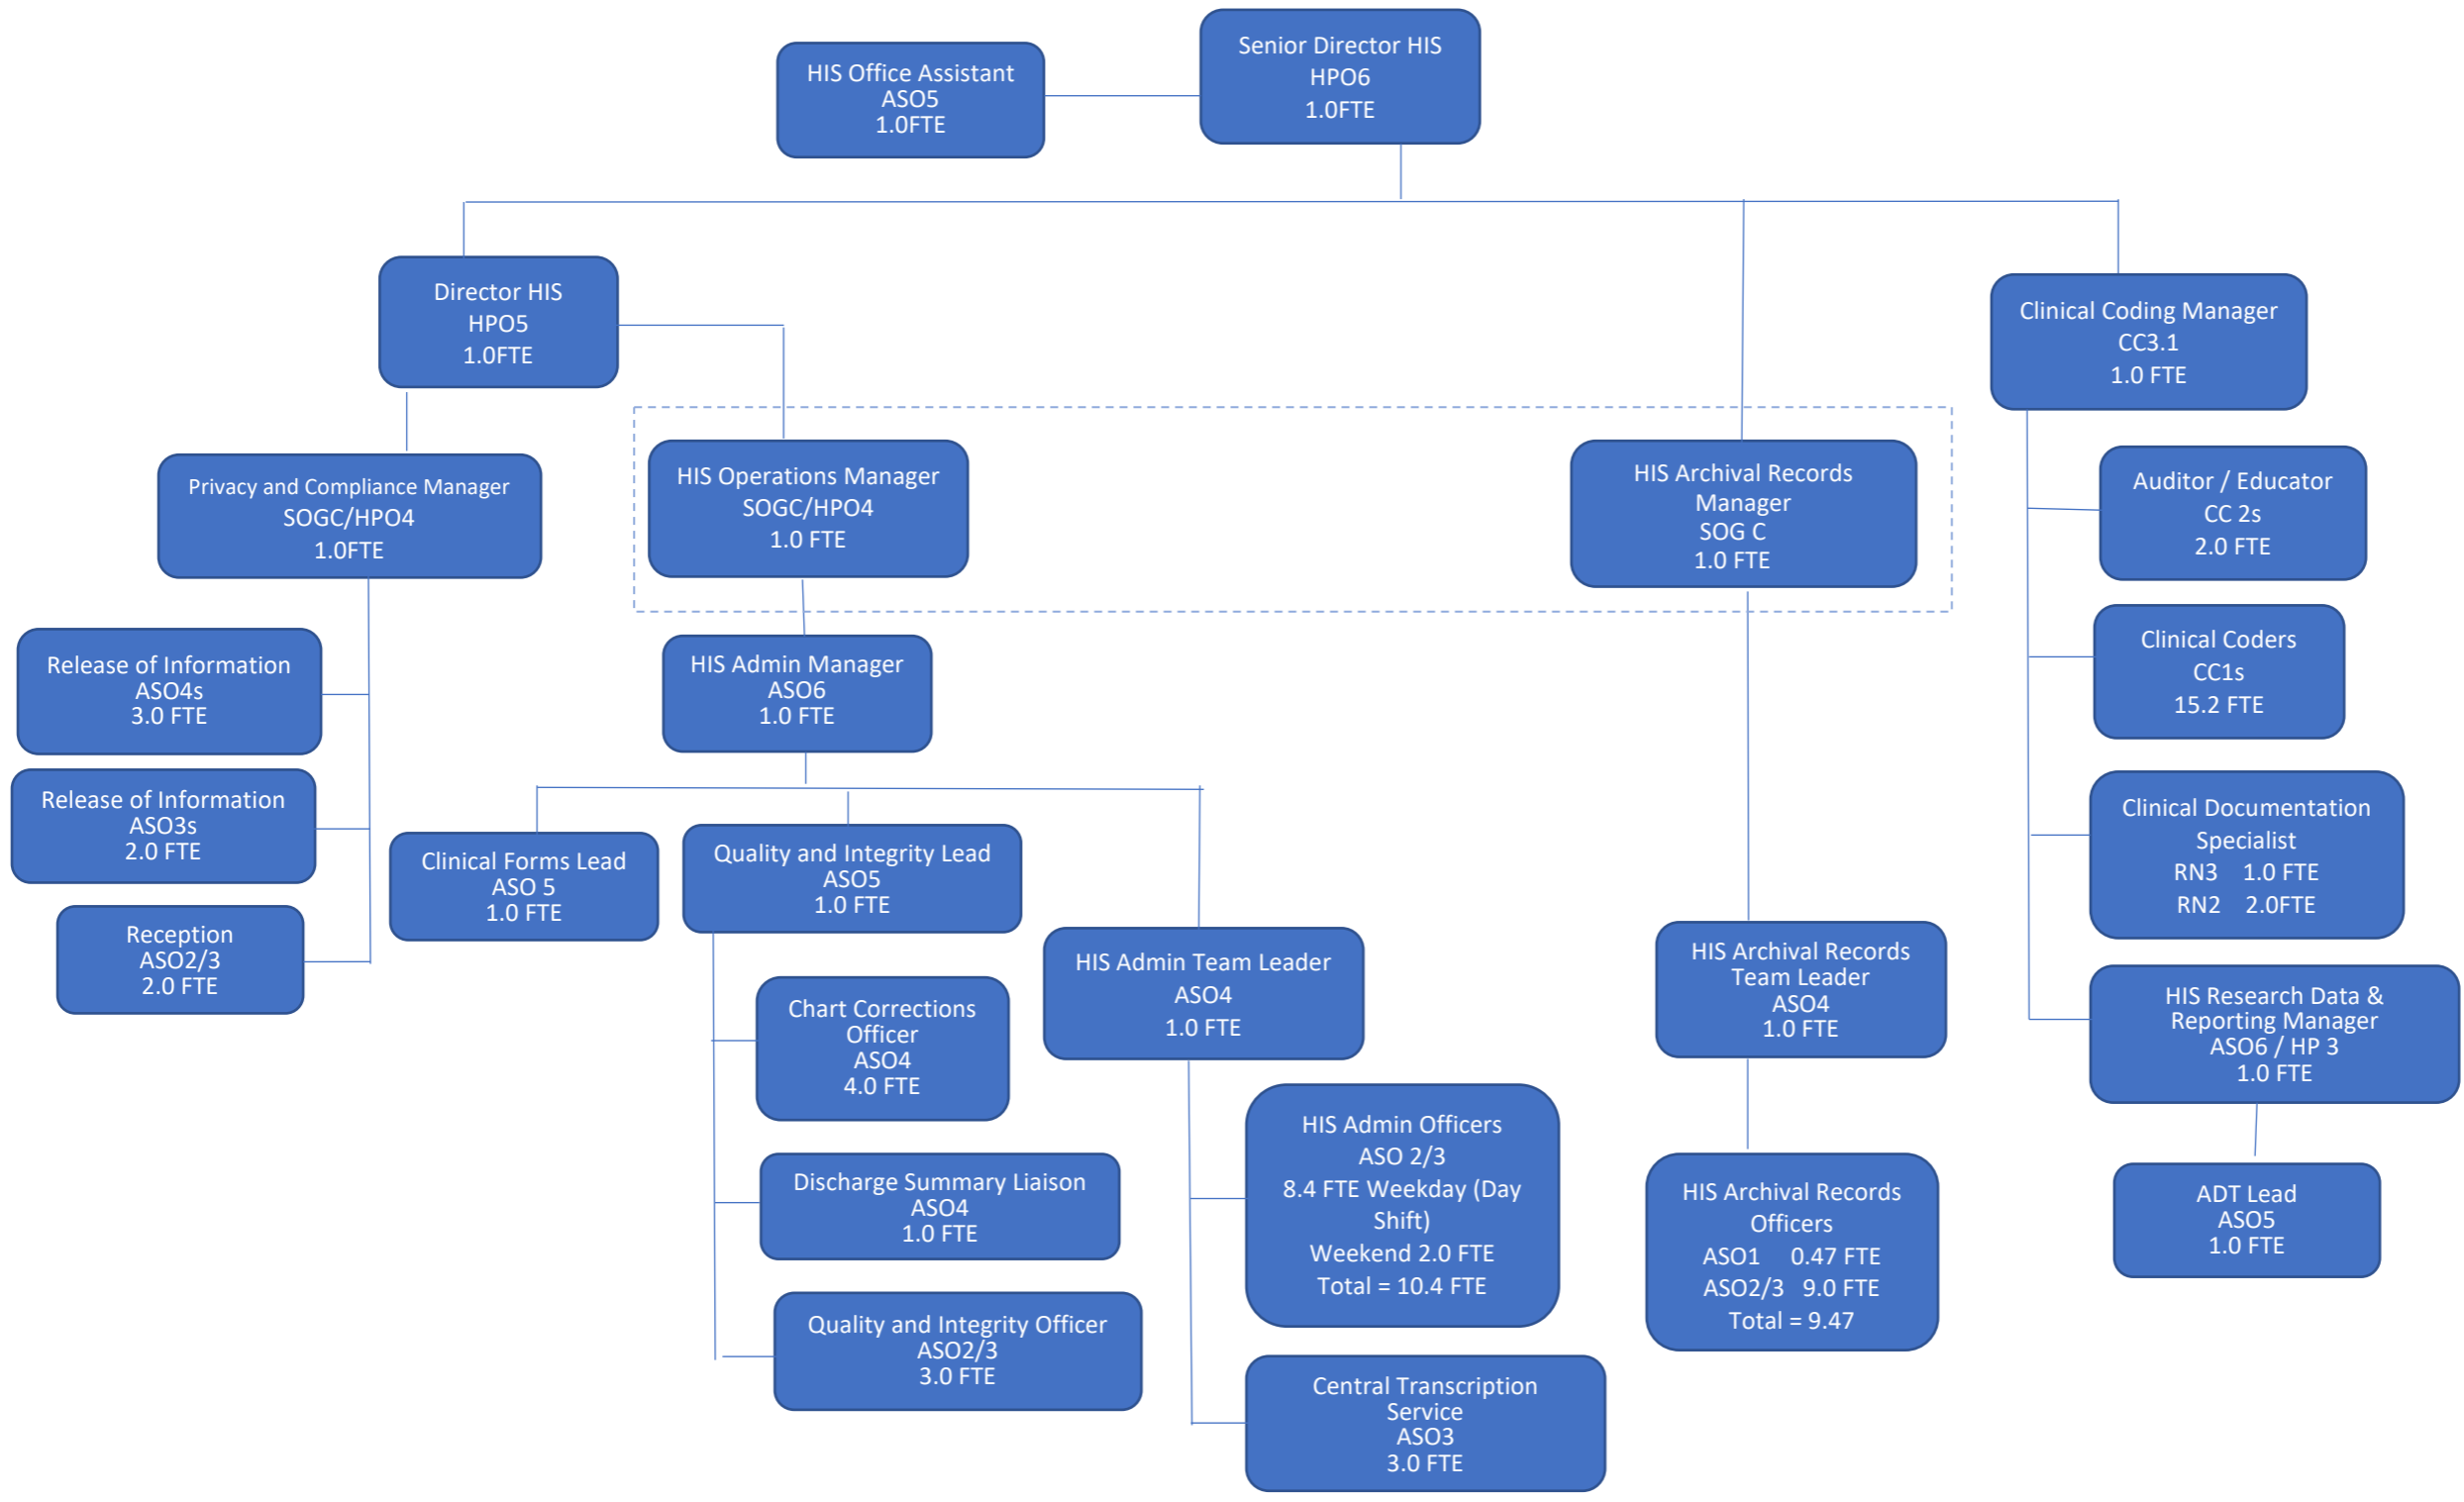 HIS Office Assistant
ASO5
1.0FTE
Senior Director HIS
HPO6
1.0FTE
Director HIS
HPO5
1.0FTE
Clinical Coding Manager
CC3.1
1.0 FTE
Privacy and Compliance Manager
SOGC/HPO4
1.0FTE
HIS Operations Manager
SOGC/HPO4
1.0 FTE
HIS Archival Records
Manager
SOG C
1.0 FTE
Auditor / Educator
CC 2s
2.0 FTE
Release of Information
ASO4s
3.0 FTE
HIS Admin Manager
ASO6
1.0 FTE
Clinical Coders
CC1s
15.2 FTE
Release of Information
ASO3s
2.0 FTE
Clinical Documentation
Specialist
RN3 1.0 FTE
RN2 2.0FTE
Clinical Forms Lead
ASO 5
1.0 FTE
Quality and Integrity Lead
ASO5
1.0 FTE
Reception
ASO2/3
2.0 FTE
HIS Admin Team Leader
ASO4
1.0 FTE
HIS Archival Records
Team Leader
ASO4
1.0 FTE
HIS Research Data &
Reporting Manager
ASO6 / HP 3
1.0 FTE
Chart Corrections
Officer
ASO4
4.0 FTE
HIS Admin Officers
ASO 2/3
8.4 FTE Weekday (Day
Shift)
Weekend 2.0 FTE
Total = 10.4 FTE
Discharge Summary Liaison
ASO4
1.0 FTE
HIS Archival Records
Officers
ASO1 0.47 FTE
ASO2/3 9.0 FTE
Total = 9.47
ADT Lead
ASO5
1.0 FTE
Quality and Integrity Officer
ASO2/3
3.0 FTE
Central Transcription
Service
ASO3
3.0 FTE